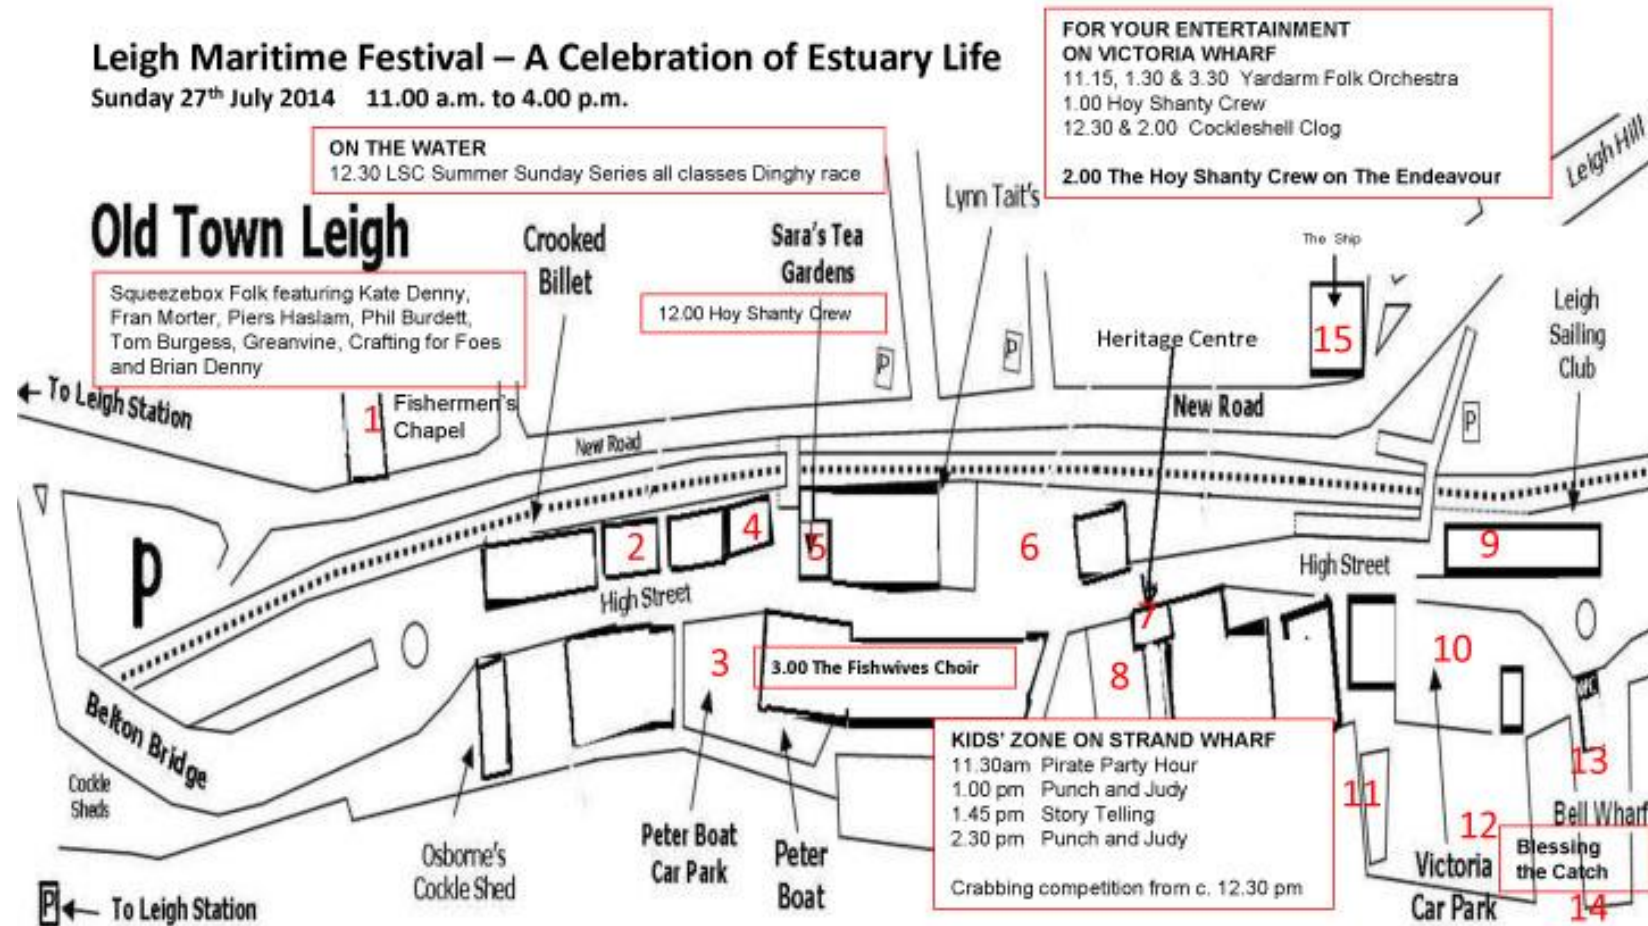 Leigh Maritime Festival – A Celebration of Estuary Life
Sunday 27th July 2014 11.00 a.m. to 4.00 p.m.
FOR YOUR ENTERTAINMENT
ON VICTORIA WHARF
11.15, 1.30 & 3.30 Yardarm Folk Orchestra
1.00 Hoy Shanty Crew
12.30 & 2.00 Cockleshell Clog
2.00 The Hoy Shanty Crew on The Endeavour
Leigh Hill
ON THE WATER
12.30 LSC Summer Sunday Series all classes Dinghy race
Lynn Tait's
Old Town Leigh
Crooked
Billet
Sara's Tea
Gardens
The Ship
Squeezebox Folk featuring Kate Denny,
Fran Morter, Piers Haslam, Phil Burdett,
Tom Burgess, Greanvine, Crafting for Foes
and Brian Denny
12.00 Hoy Shanty Crew
Heritage Centre
15
Leigh
Sailing
Club
P
P
P
← To Leigh Station
1
Fishermen's
Chapel
New Road
New Road
P
2
4
5
6
9
High Street
High Street
7
3
3.00 The Fishwives Choir
8
10
Belton Bridge
Cockle
Sheds
Osborne's
Cockle Shed
Peter Boat
Car Park
Peter
Boat
KIDS' ZONE ON STRAND WHARF
11.30am Pirate Party Hour
1.00 pm Punch and Judy
1.45 pm Story Telling
2.30 pm Punch and Judy
Crabbing competition from c. 12.30 pm
11
13
12
Bell Wharf
Blessing
the Catch
Victoria
Car Park
14
P ← To Leigh Station